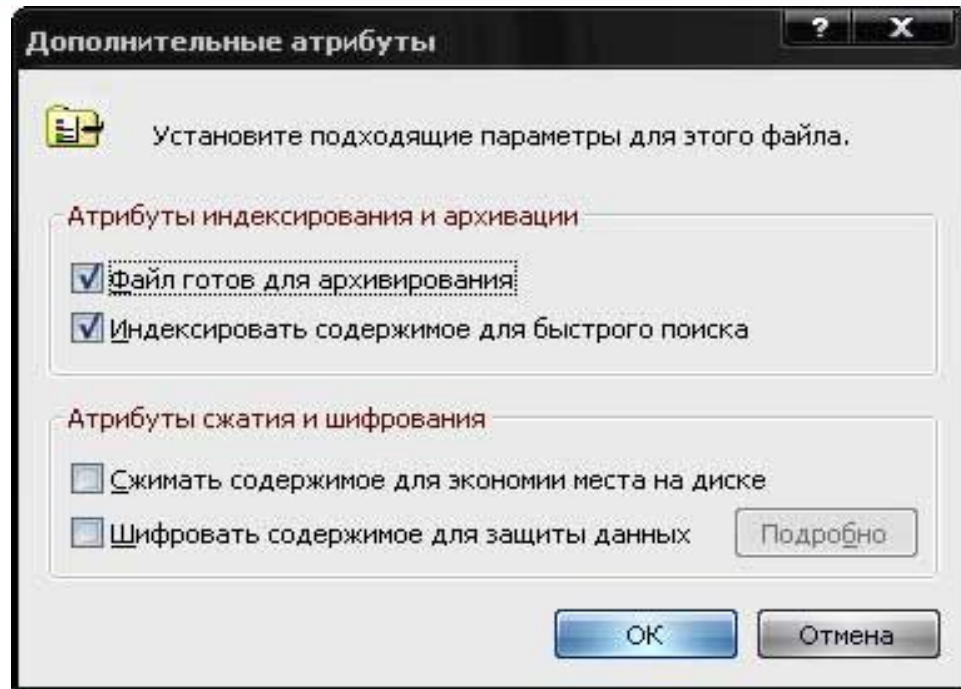 Дополнительные атрибуты
? X
Установите подходящие параметры для этого файла.
Атрибуты индексирования и архивации
Файл готов для архивирования
Индексировать содержимое для быстрого поиска
Атрибуты сжатия и шифрования
Сжимать содержимое для экономии места на диске
Шифровать содержимое для защиты данных Подробно
ОК Отмена